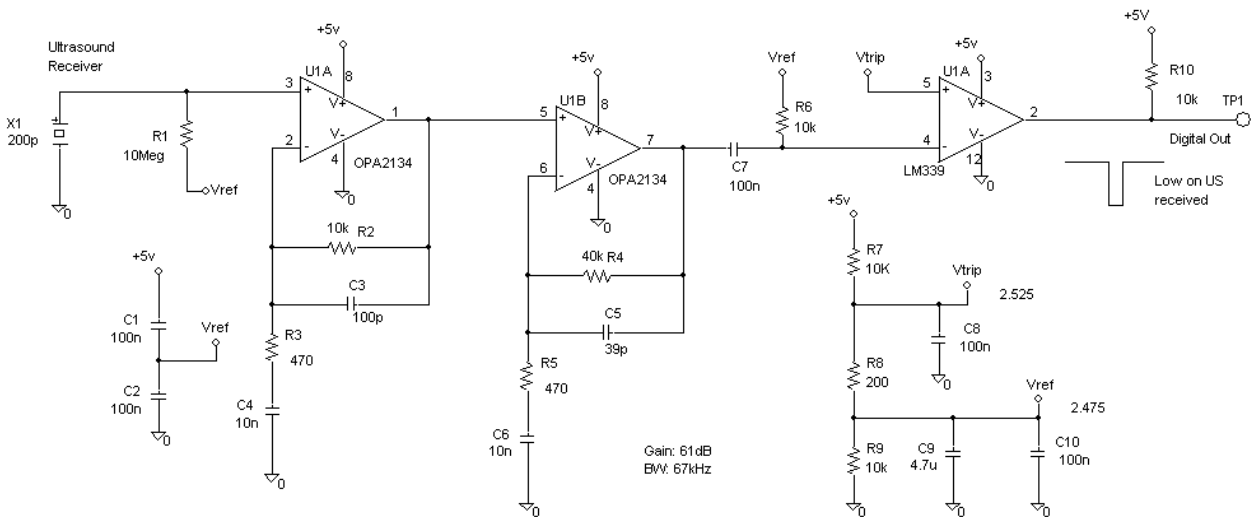 Ultrasound
Receiver
X1
200p
R1
10Meg
Vref
+5v
U1A
3
+
2
-
8
V+
V-
4
1
OPA2134
0
0
10k R2
C3
100p
R3
470
C4
10n
0
+5v
C1
100n
Vref
C2
100n
0
+5v
U1B
5
+
6
-
8
V+
V-
4
7
OPA2134
0
40k R4
C5
39p
R5
470
C6
10n
0
C7
100n
Vref
R6
10k
Vtrip
+5v
U1A
5
+
4
-
3
V+
V-
12
2
LM339
0
+5V
R10
10k
TP1
Digital Out
Low on US
received
+5v
R7
10K
Vtrip
2.525
C8
100n
0
R8
200
Vref
2.475
R9
10k
C9
4.7u
C10
100n
0
0
0
Gain: 61dB
BW: 67kHz